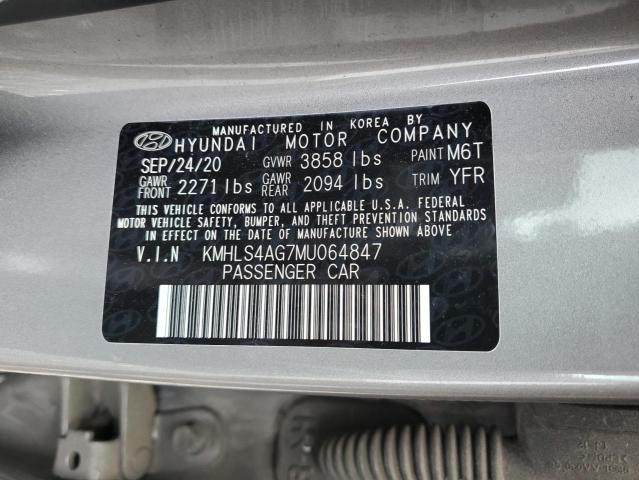 MANUFACTURED IN KOREA BY
HYUNDAI MOTOR COMPANY
SEP/24/20 GVWR 3858 lbs PAINT M6T
GAWR FRONT 2271 lbs GAWR REAR 2094 lbs TRIM YFR
THIS VEHICLE CONFORMS TO ALL APPLICABLE U.S.A. FEDERAL
MOTOR VEHICLE SAFETY, BUMPER, AND THEFT PREVENTION STANDARDS
IN EFFECT ON THE DATE OF MANUFACTURE SHOWN ABOVE
V.I.N KMHLS4AG7MU064847
PASSENGER CAR